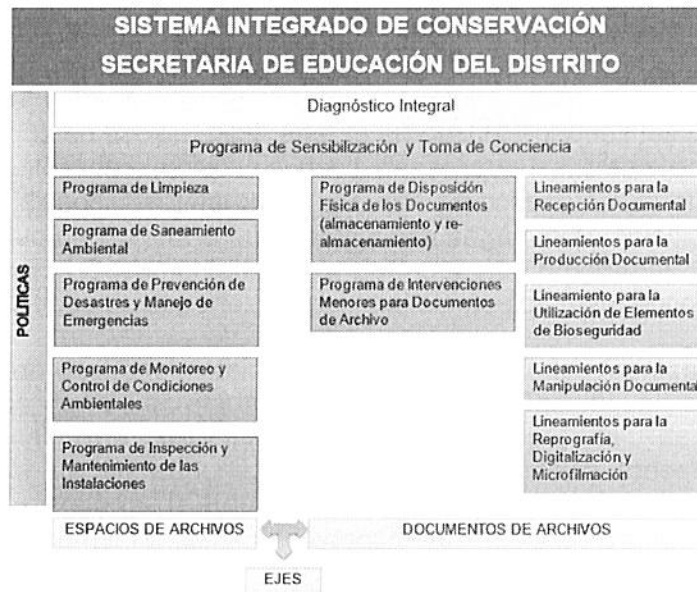 SISTEMA INTEGRADO DE CONSERVACIÓN
SECRETARIA DE EDUCACIÓN DEL DISTRITO
POLITICAS
Diagnóstico Integral
Programa de Sensibilización y Toma de Conciencia
Programa de Limpieza
Programa de Saneamiento
Ambiental
Programa de Prevención de
Desastres y Manejo de
Emergencias
Programa de Monitoreo y
Control de Condiciones
Ambientales
Programa de Inspección y
Mantenimiento de las
Instalaciones
Programa de Disposición
Física de los Documentos
(almacenamiento y re-
almacenamiento)
Programa de Intervenciones
Menores para Documentos
de Archivo
Lineamientos para la
Recepción Documental
Lineamientos para la
Producción Documental
Lineamiento para la
Utilización de Elementos
de Bioseguridad
Lineamientos para la
Manipulación Documental
Lineamientos para la
Reprografía,
Digitalización y
Microfilmación
ESPACIOS DE ARCHIVOS
DOCUMENTOS DE ARCHIVOS
EJES